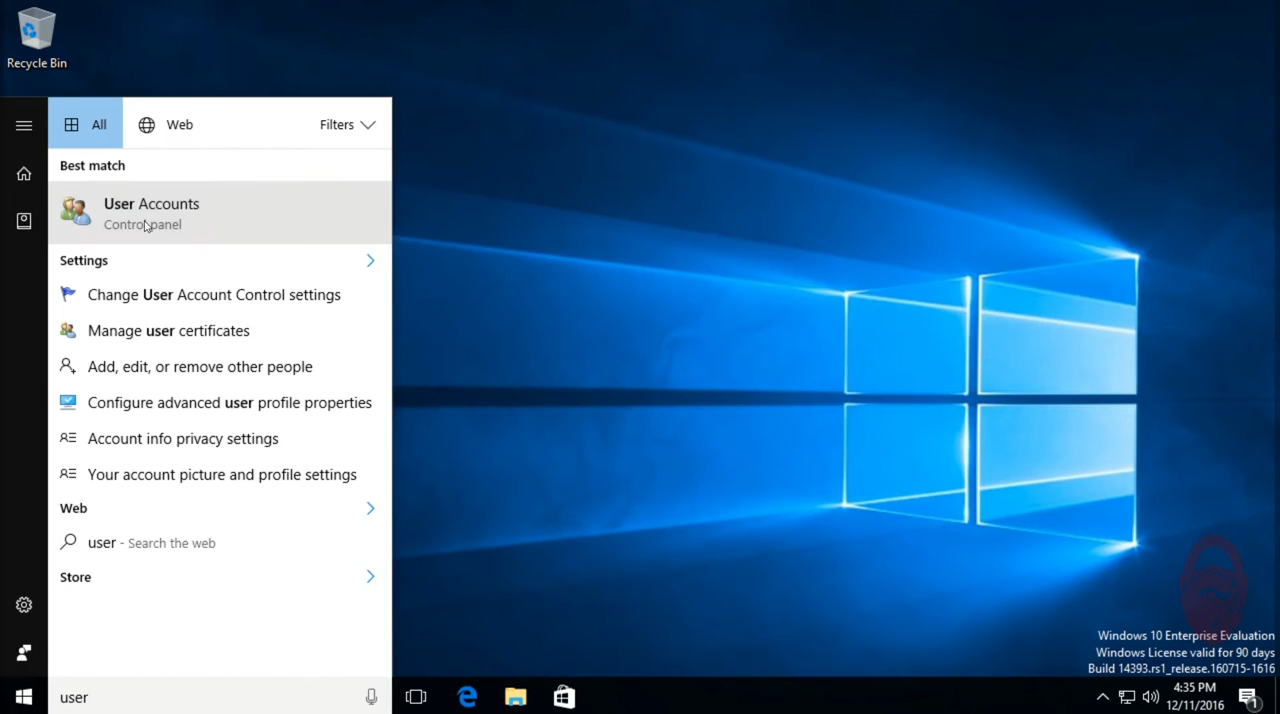 Recycle Bin
All
Web
Filters
Best match
User Accounts
Control panel
Settings
Change User Account Control settings
Manage user certificates
Add, edit, or remove other people
Configure advanced user profile properties
Account info privacy settings
Your account picture and profile settings
Web
user - Search the web
Store
user
Windows 10 Enterprise Evaluation
Windows License valid for 90 days
Build 14393.rs1_release.160715-1616
4:35 PM
12/11/2016
1